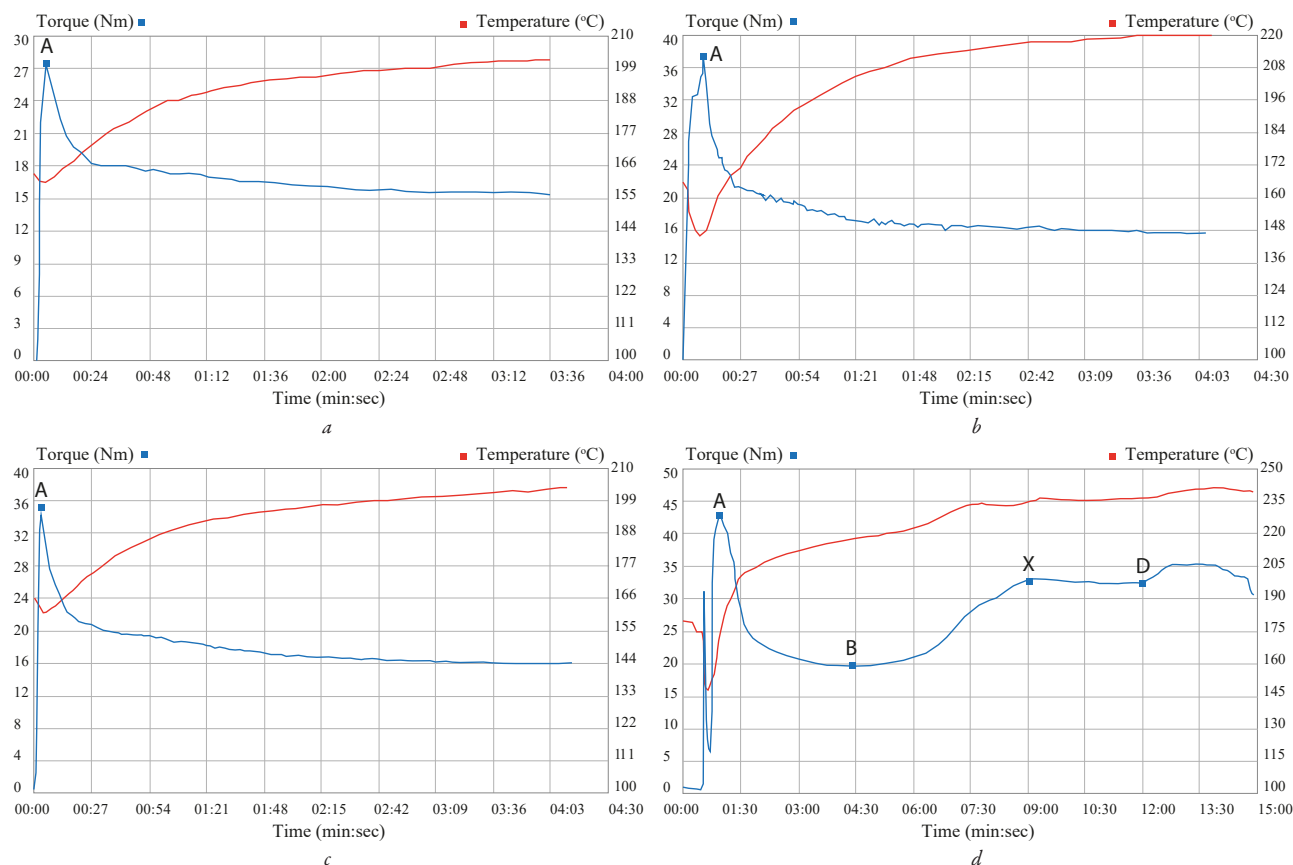 Torque (Nm) Temperature (°C)
A
30 210
27 199
24 188
21 177
18 166
15 155
12 144
9 133
6 122
3 111
0 100
00:00 00:24 00:48 01:12 01:36 02:00 02:24 02:48 03:12 03:36 04:00
Time (min:sec)
a
Torque (Nm) Temperature (°C)
A
40 220
36 208
32 196
28 184
24 172
20 160
16 148
12 136
8 124
4 112
0 100
00:00 00:27 00:54 01:21 01:48 02:15 02:42 03:09 03:36 04:03 04:30
Time (min:sec)
b
Torque (Nm) Temperature (°C)
A
40 210
36 199
32 188
28 177
24 166
20 155
16 144
12 133
8 122
4 111
0 100
00:00 00:27 00:54 01:21 01:48 02:15 02:42 03:09 03:36 04:03 04:30
Time (min:sec)
c
Torque (Nm) Temperature (°C)
A
X
D
B
50 250
45 235
40 220
35 205
30 190
25 175
20 160
15 145
10 130
5 115
0 100
00:00 01:30 03:00 04:30 06:00 07:30 09:00 10:30 12:00 13:30 15:00
Time (min:sec)
d